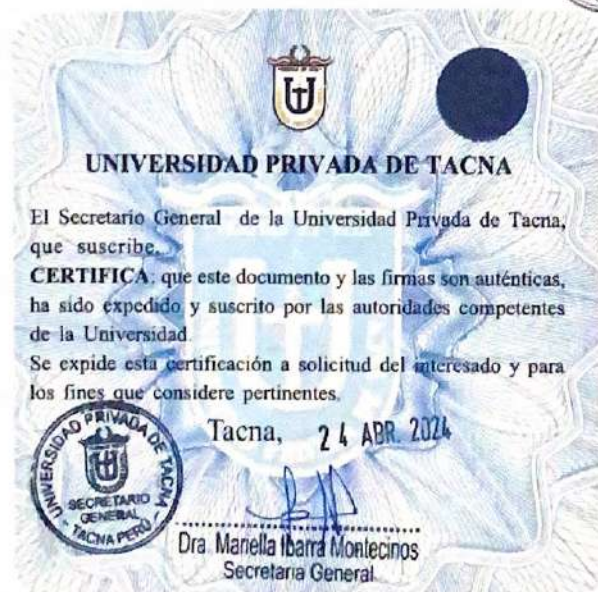 UNIVERSIDAD PRIVADA DE TACNA
El Secretario General de la Universidad Privada de Tacna,
que suscribe.
CERTIFICA: que este documento y las firmas son auténticas,
ha sido expedido y suscrito por las autoridades competentes
de la Universidad.
Se expide esta certificación a solicitud del interesado y para
los fines que considere pertinentes.
Tacna, 24 ABR. 2024
UNIVERSIDAD PRIVADA DE TACNA
SECRETARIO
GENERAL
- TACNA PERÚ -
Dra. Mariella Ibarra Montecinos
Secretaria General